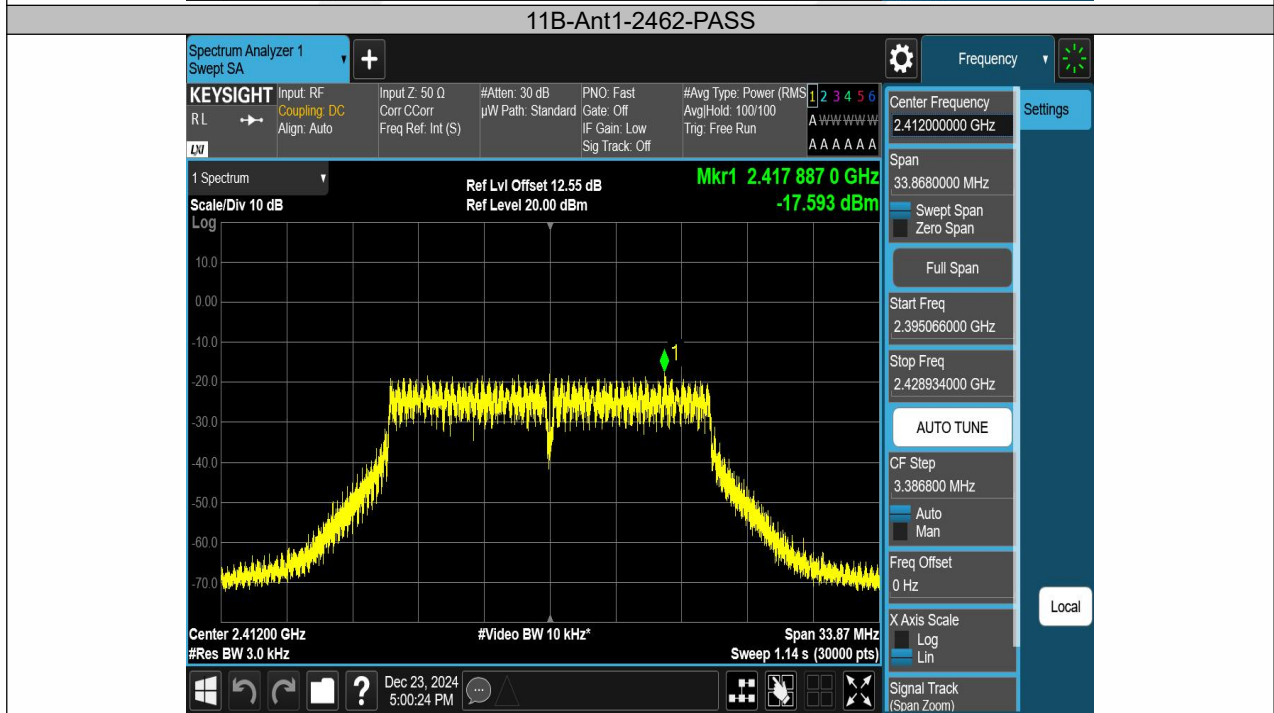 11B-Ant1-2462-PASS
Spectrum Analyzer 1
Swept SA
+
Frequency
KEYSIGHT
RL
LXI
Input: RF
Coupling: DC
Align: Auto
Input Z: 50 Ω
Corr CCorr
Freq Ref: Int (S)
#Atten: 30 dB
µW Path: Standard
PNO: Fast
Gate: Off
IF Gain: Low
Sig Track: Off
#Avg Type: Power (RMS
Avg|Hold: 100/100
Trig: Free Run
1 2 3 4 5 6
A W W W W W
A A A A A A
1 Spectrum
Scale/Div 10 dB
Log
Ref Lvl Offset 12.55 dB
Ref Level 20.00 dBm
Mkr1 2.417 887 0 GHz
-17.593 dBm
10.0
0.00
-10.0
1
-20.0
-30.0
-40.0
-50.0
-60.0
-70.0
Center 2.41200 GHz
#Res BW 3.0 kHz
#Video BW 10 kHz*
Span 33.87 MHz
Sweep 1.14 s (30000 pts)
Center Frequency
2.412000000 GHz
Settings
Span
33.8680000 MHz
Swept Span
Zero Span
Full Span
Start Freq
2.395066000 GHz
Stop Freq
2.428934000 GHz
AUTO TUNE
CF Step
3.386800 MHz
Auto
Man
Freq Offset
0 Hz
Local
X Axis Scale
Log
Lin
Signal Track
(Span Zoom)
?
Dec 23, 2024
5:00:24 PM